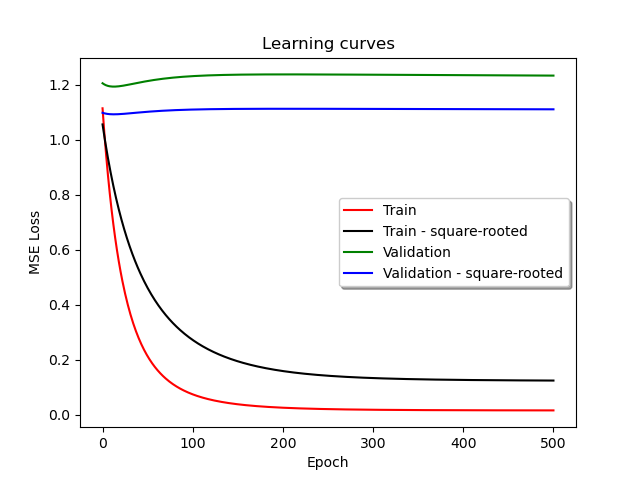 Learning curves
MSE Loss
1.2
1.0
0.8
0.6
0.4
0.2
0.0
Train
Train - square-rooted
Validation
Validation - square-rooted
0 100 200 300 400 500
Epoch